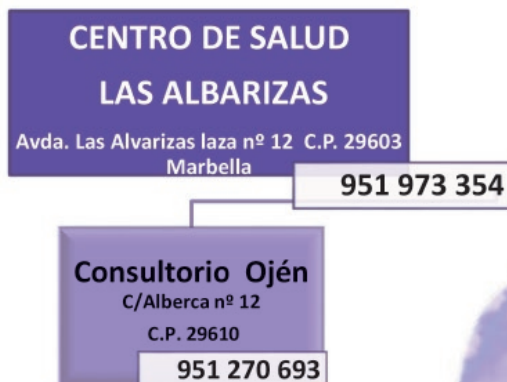 CENTRO DE SALUD
LAS ALBARIZAS
Avda. Las Alvarizas laza nº 12 C.P. 29603
Marbella
951 973 354
Consultorio Ojén
C/Alberca nº 12
C.P. 29610
951 270 693